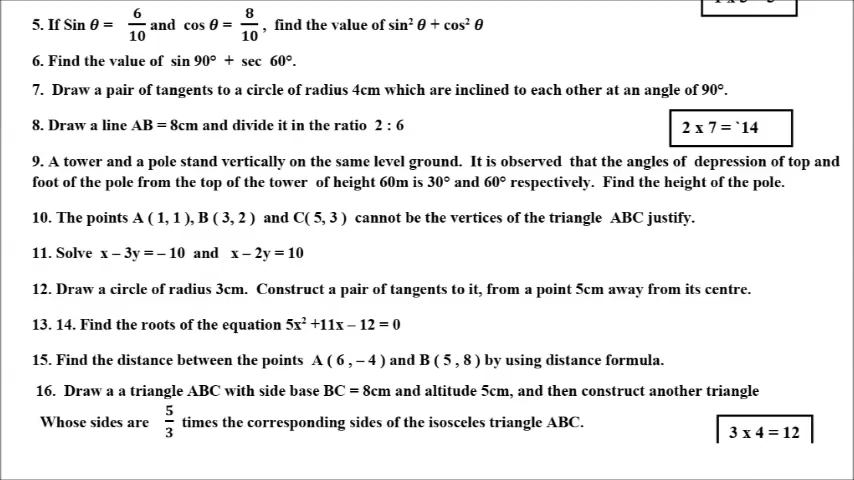 5. If Sin θ = 6/10 and cos θ = 8/10 , find the value of sin² θ + cos² θ
6. Find the value of sin 90° + sec 60°.
7. Draw a pair of tangents to a circle of radius 4cm which are inclined to each other at an angle of 90°.
8. Draw a line AB = 8cm and divide it in the ratio 2 : 6
2 x 7 = `14
9. A tower and a pole stand vertically on the same level ground. It is observed that the angles of depression of top and
foot of the pole from the top of the tower of height 60m is 30° and 60° respectively. Find the height of the pole.
10. The points A ( 1, 1 ), B ( 3, 2 ) and C( 5, 3 ) cannot be the vertices of the triangle ABC justify.
11. Solve x – 3y = – 10 and x – 2y = 10
12. Draw a circle of radius 3cm. Construct a pair of tangents to it, from a point 5cm away from its centre.
13. 14. Find the roots of the equation 5x² +11x – 12 = 0
15. Find the distance between the points A ( 6 , – 4 ) and B ( 5 , 8 ) by using distance formula.
16. Draw a a triangle ABC with side base BC = 8cm and altitude 5cm, and then construct another triangle
Whose sides are 5/3 times the corresponding sides of the isosceles triangle ABC.
3 x 4 = 12